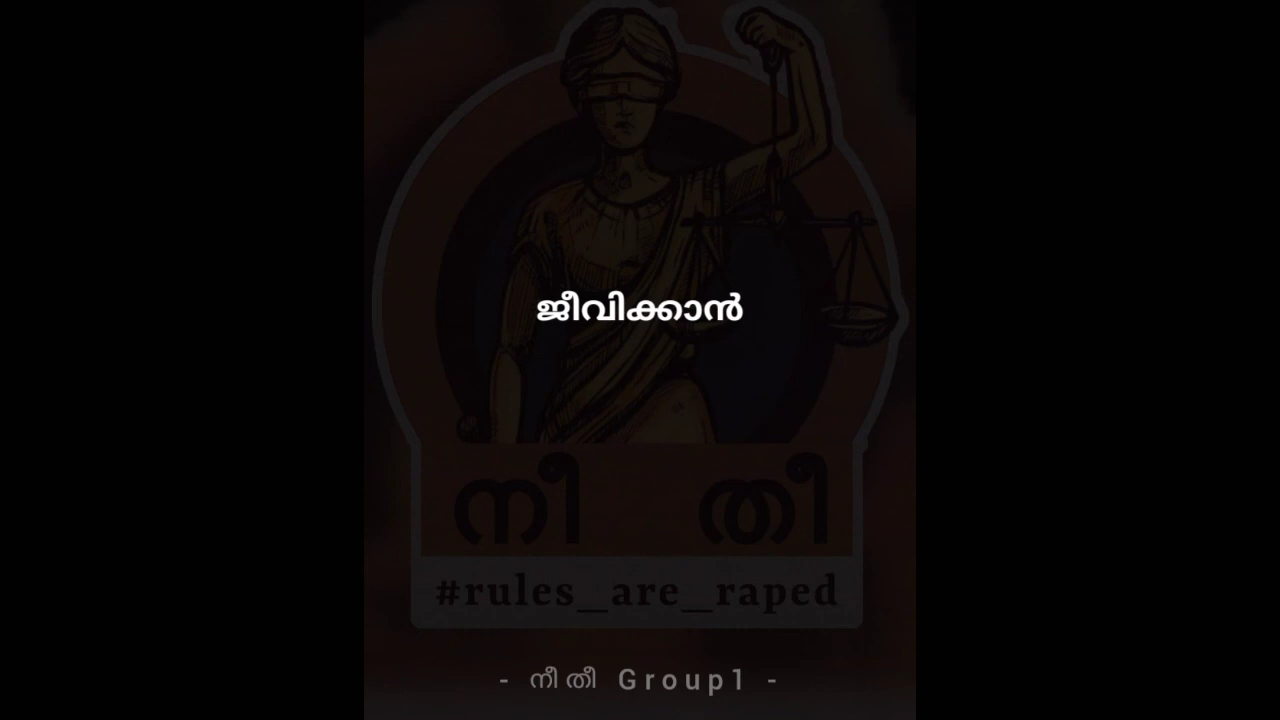 ജീവിക്കാൻ
നീ തീ
#rules_are_raped
- നീ തീ Group1 -